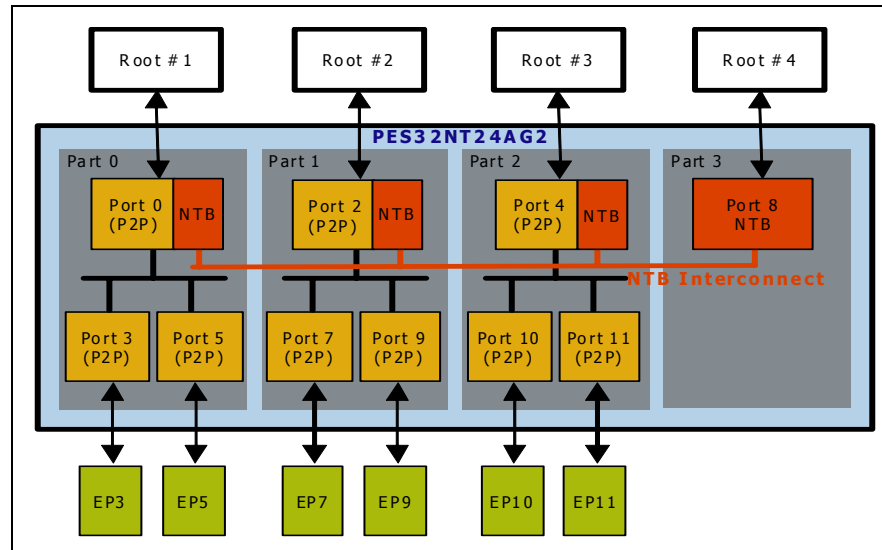 Root #1
Root #2
Root #3
Root #4
PES32NT24AG2
Part 0
Part 1
Part 2
Part 3
Port 0
(P2P)
NTB
Port 2
(P2P)
NTB
Port 4
(P2P)
NTB
Port 8
NTB
NTB Interconnect
Port 3
(P2P)
Port 5
(P2P)
Port 7
(P2P)
Port 9
(P2P)
Port 10
(P2P)
Port 11
(P2P)
EP3
EP5
EP7
EP9
EP10
EP11